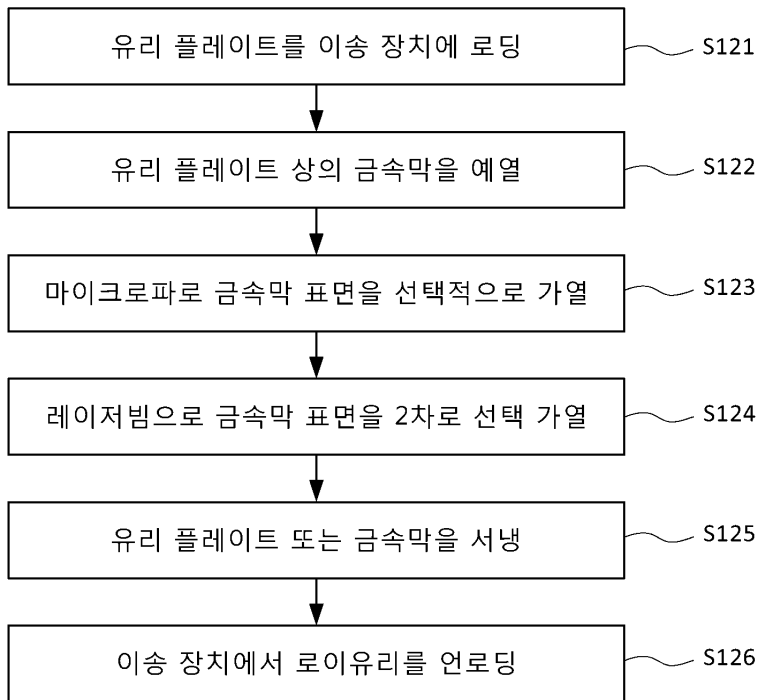 유리 플레이트를 이송 장치에 로딩 S121
유리 플레이트 상의 금속막을 예열 S122
마이크로파로 금속막 표면을 선택적으로 가열 S123
레이저빔으로 금속막 표면을 2차로 선택 가열 S124
유리 플레이트 또는 금속막을 서냉 S125
이송 장치에서 로이유리를 언로딩 S126